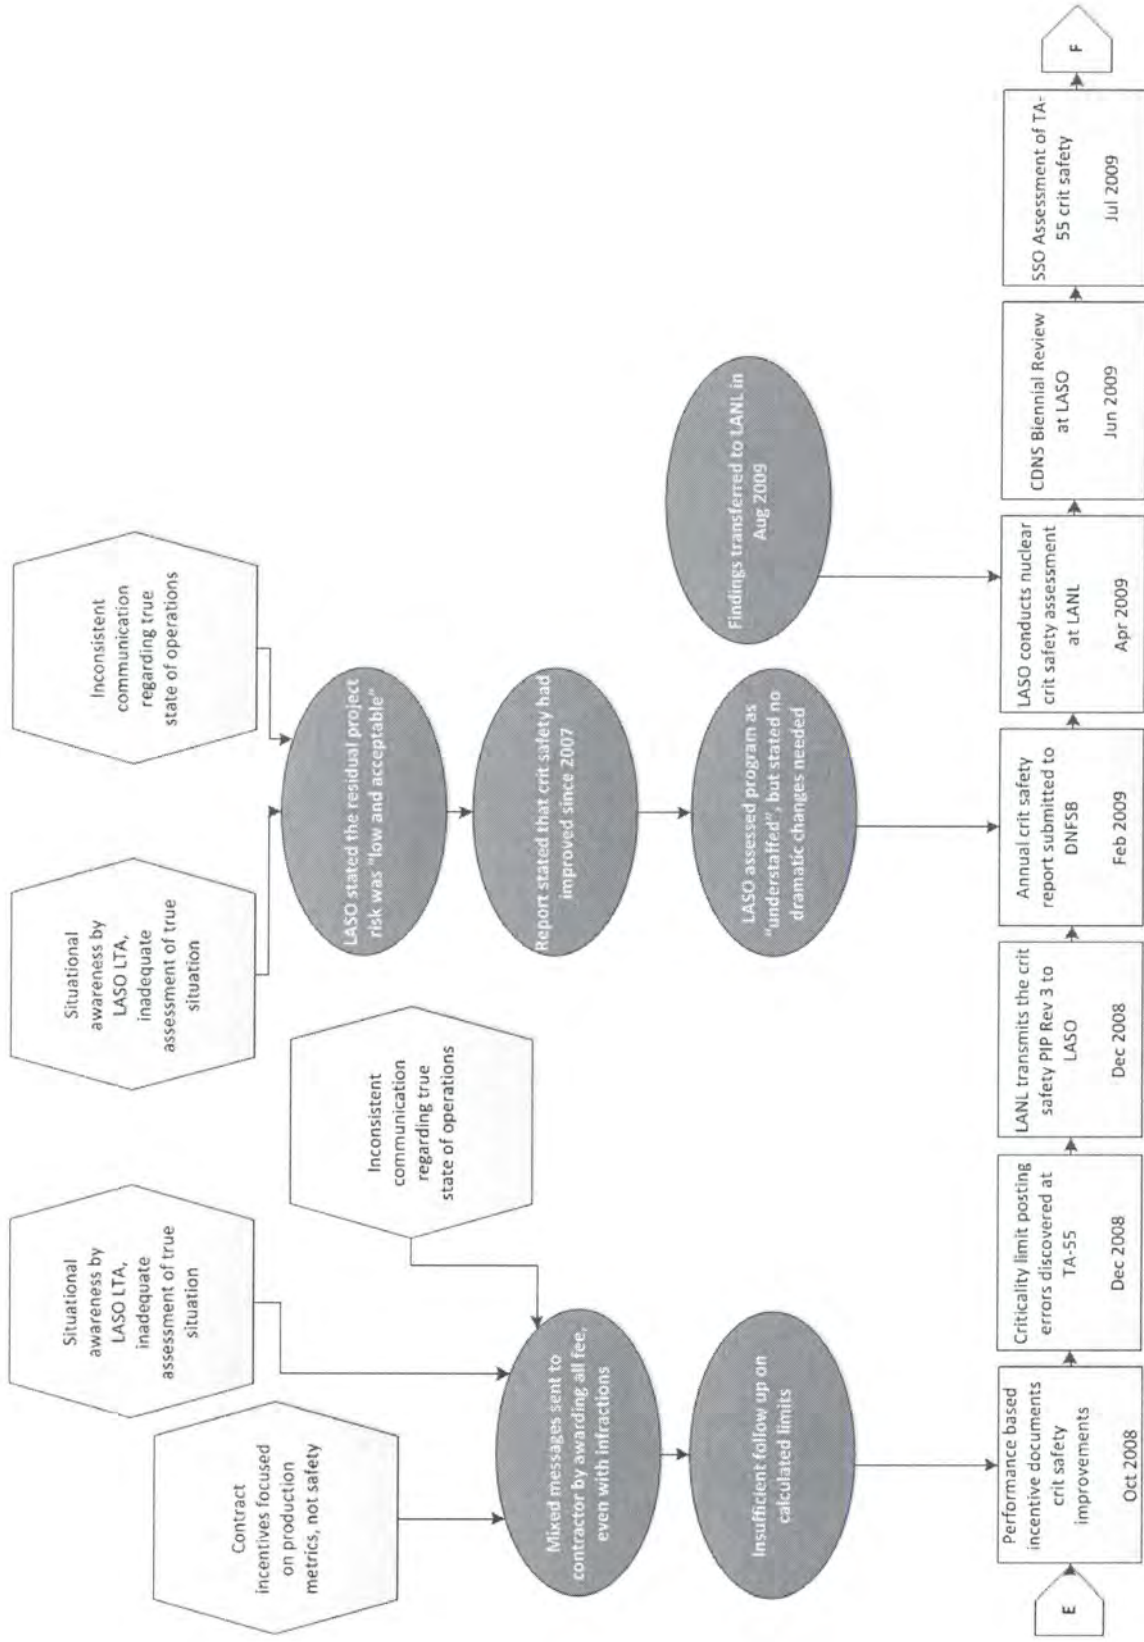 Situational
awareness by
LASO LTA,
inadequate
assessment of true
situation
Situational
awareness by
LASO LTA,
inadequate
assessment of true
situation
Inconsistent
communication
regarding true
state of operations
Contract
incentives focused
on production
metrics, not safety
Inconsistent
communication
regarding true
state of operations
LASO stated the residual project
risk was "low and acceptable"
Mixed messages sent to
contractor by awarding all fee,
even with infractions
Report stated that crit safety had
improved since 2007
Insufficient follow up on
calculated limits
LASO assessed program as
"understaffed", but stated no
dramatic changes needed
Findings transferred to LANL in
Aug 2009
E
Performance based
incentive documents
crit safety
improvements
Oct 2008
Criticality limit posting
errors discovered at
TA-55
Dec 2008
LANL transmits the crit
safety PIP Rev 3 to
LASO
Dec 2008
Annual crit safety
report submitted to
DNFSB
Feb 2009
LASO conducts nuclear
crit safety assessment
at LANL
Apr 2009
CDNS Biennial Review
at LASO
Jun 2009
SSO Assessment of TA-
55 crit safety
Jul 2009
F